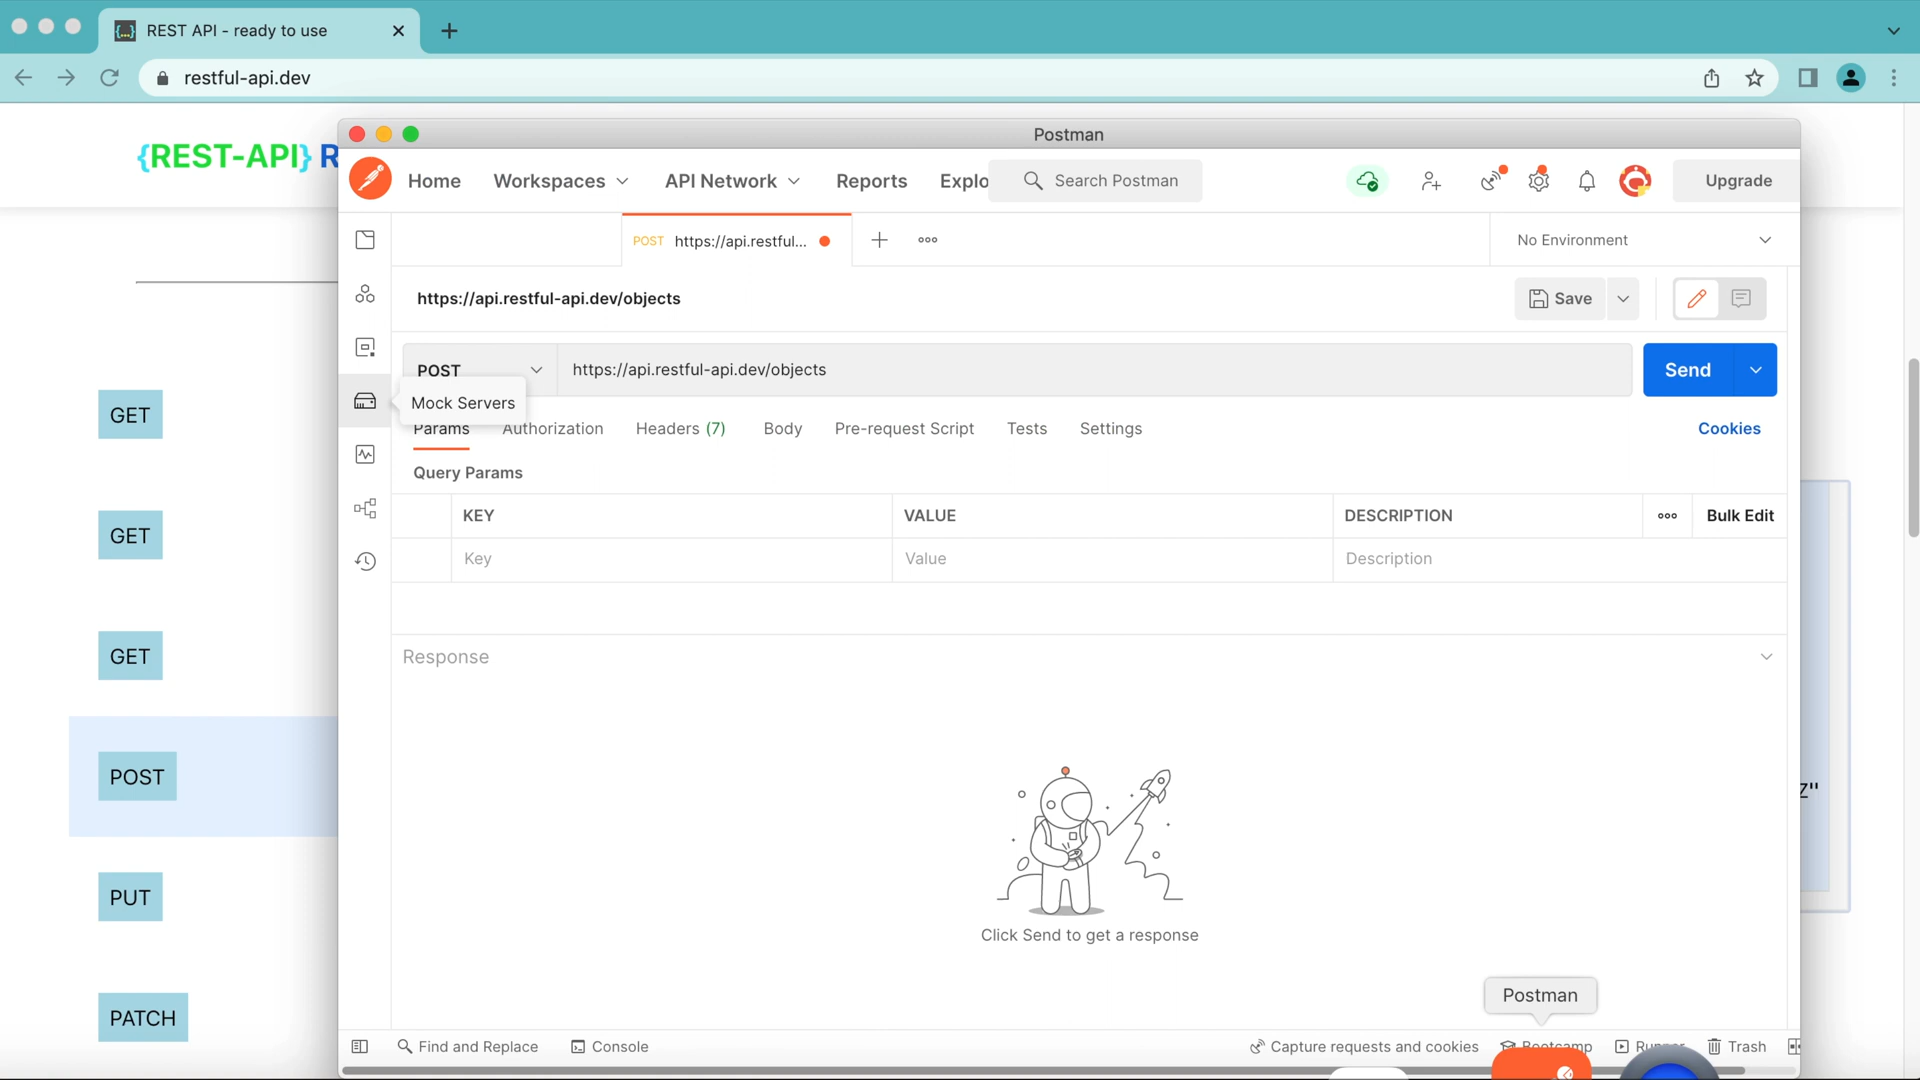 REST API - ready to use
restful-api.dev
{REST-API} R
Postman
Home
Workspaces
API Network
Reports
Explo
Search Postman
Upgrade
POST https://api.restful...
No Environment
https://api.restful-api.dev/objects
Save
POST
https://api.restful-api.dev/objects
Send
Mock Servers
Params
Authorization
Headers (7)
Body
Pre-request Script
Tests
Settings
Cookies
Query Params
KEY
VALUE
DESCRIPTION
Bulk Edit
Key
Value
Description
Response
Click Send to get a response
GET
GET
GET
POST
PUT
PATCH
Z"
Postman
Find and Replace
Console
Capture requests and cookies
Bootcamp
Runner
Trash